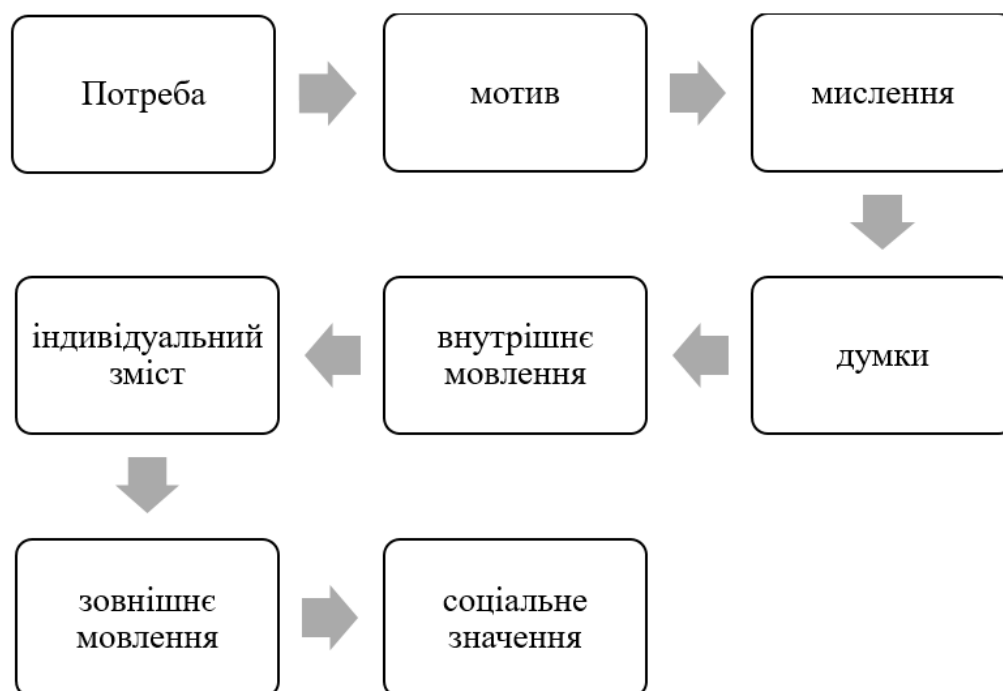 Потреба
мотив
мислення
думки
внутрішнє
мовлення
індивідуальний
зміст
зовнішнє
мовлення
соціальне
значення